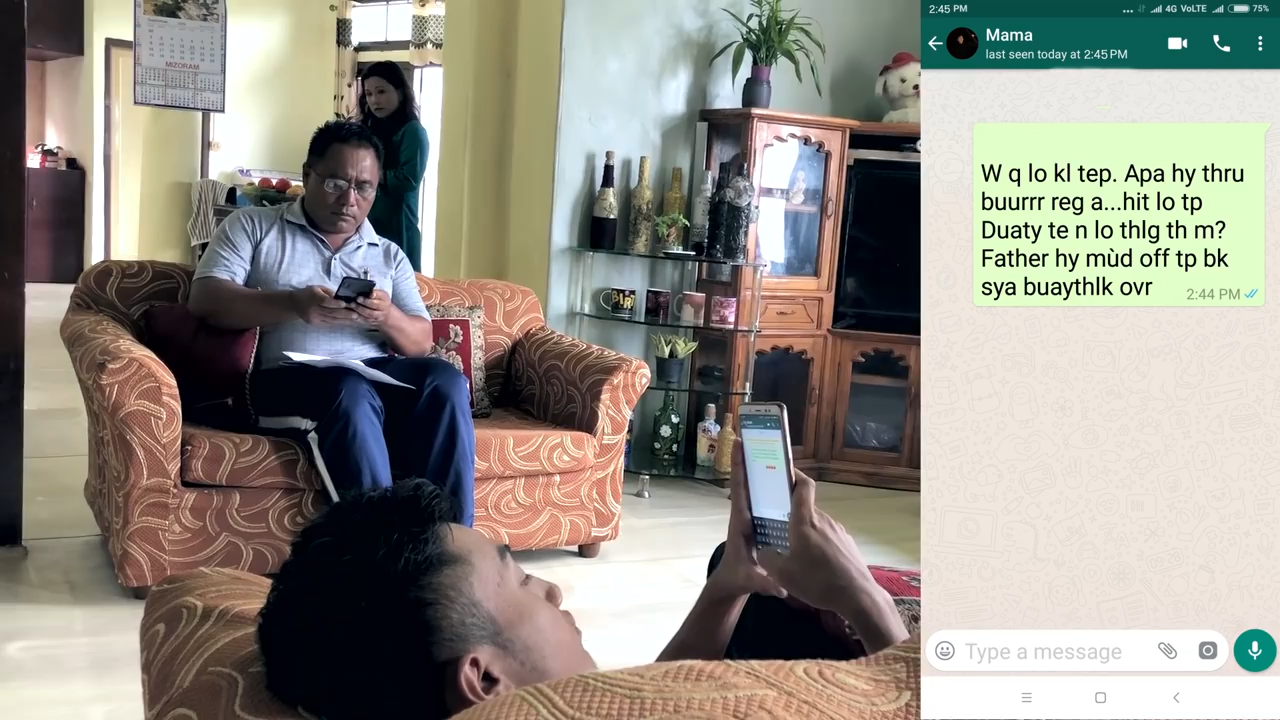 MIZORAM
BIRT
2:45 PM
... 4G VoLTE 75%
Mama
last seen today at 2:45 PM
W q lo kl tep. Apa hy thru
buurrr reg a...hit lo tp
Duaty te n lo thlg th m?
Father hy mùd off tp bk
sya buaythlk ovr
2:44 PM
Type a message